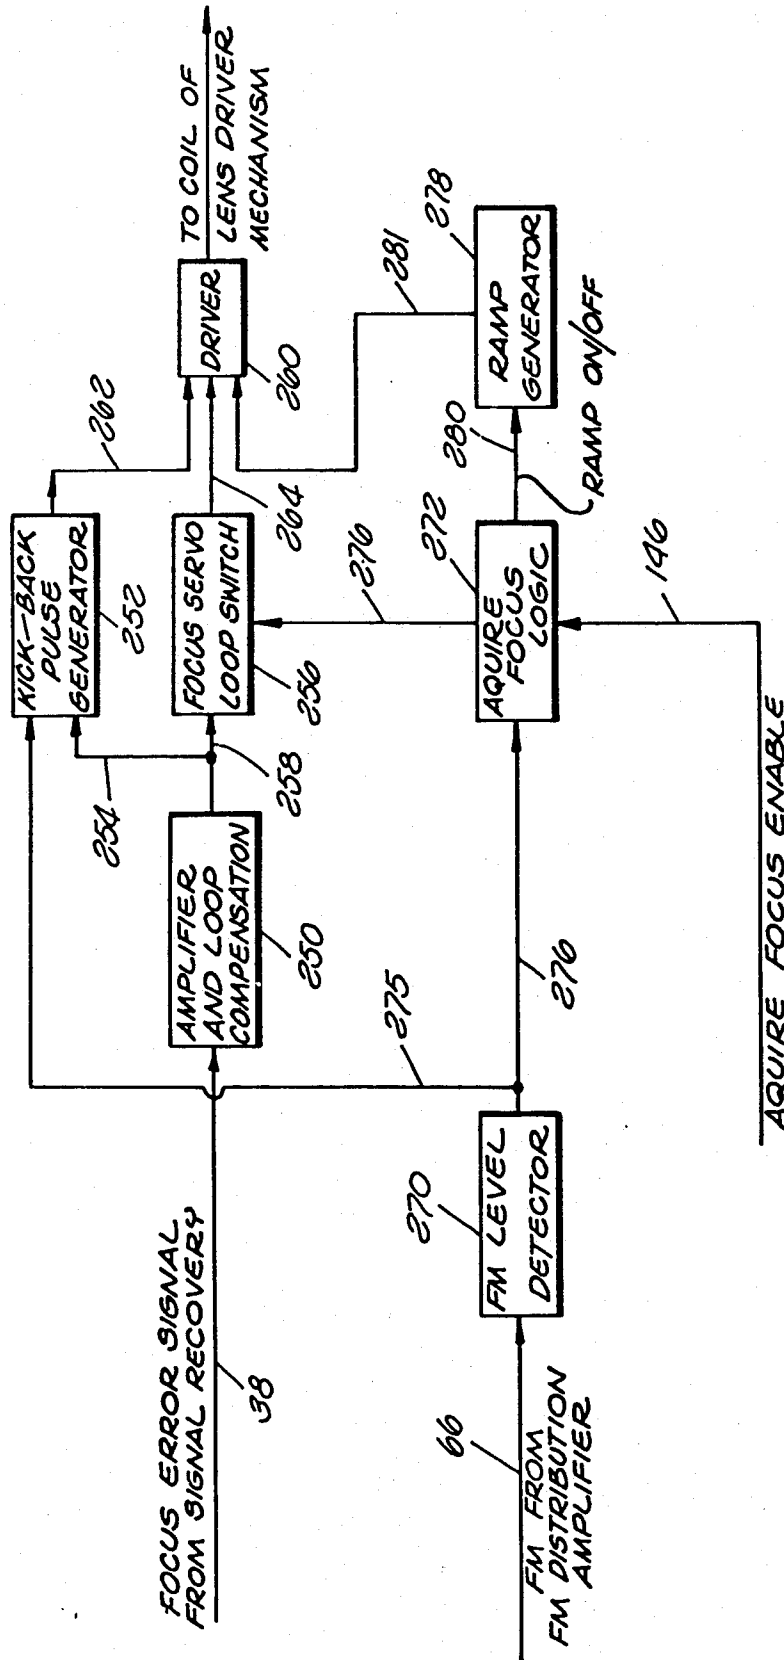 FOCUS ERROR SIGNAL
FROM SIGNAL RECOVERY
38
AMPLIFIER
AND LOOP
COMPENSATION
250
254
258
KICK-BACK
PULSE
GENERATOR
252
262
FOCUS SERVO
LOOP SWITCH
256
264
DRIVER
260
TO COIL OF
LENS DRIVER
MECHANISM
FM FROM
FM DISTRIBUTION
AMPLIFIER
66
FM LEVEL
DETECTOR
270
275
276
AQUIRE
FOCUS
LOGIC
272
276
280
RAMP ON/OFF
RAMP
GENERATOR
278
281
146
AQUIRE FOCUS ENABLE